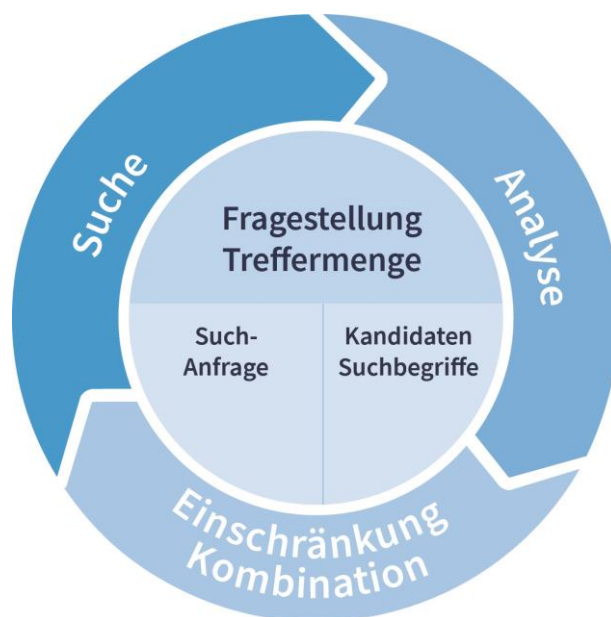 Suche
Analyse
Fragestellung
Treffermenge
Such-
Anfrage
Kandidaten
Suchbegriffe
Einschränkung
Kombination